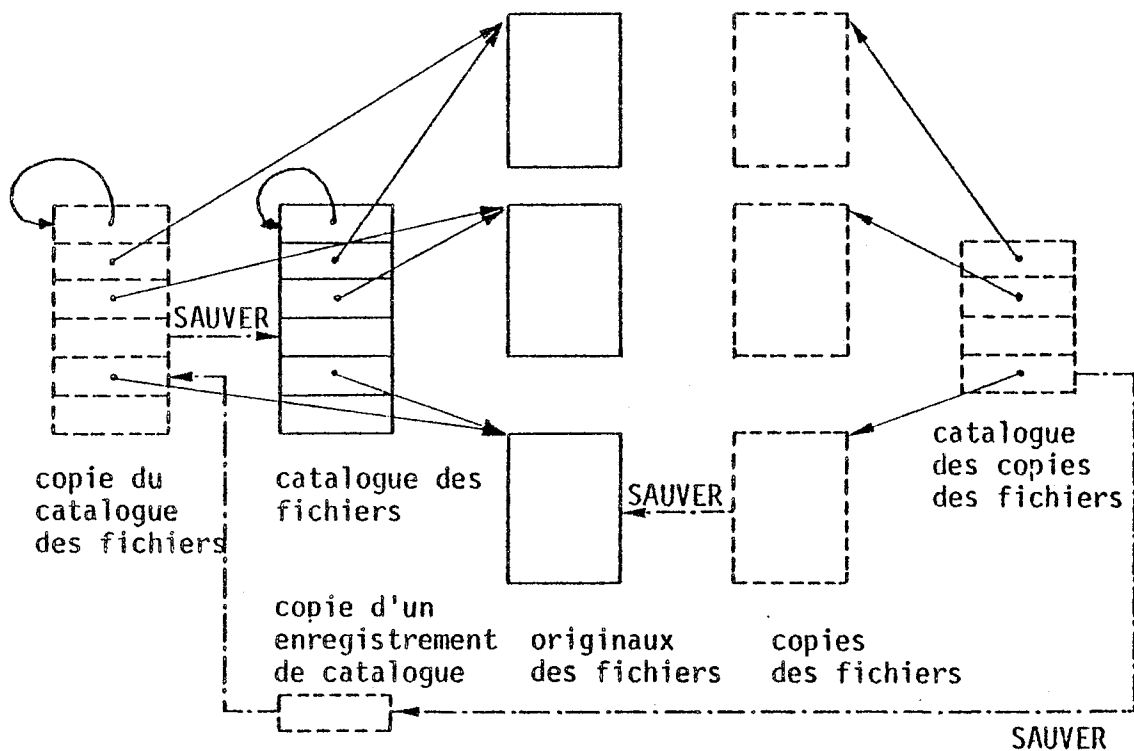 SAUVER
copie du
catalogue
des fichiers
catalogue des
fichiers
SAUVER
catalogue
des copies
des fichiers
copie d'un
enregistrement
de catalogue
originaux
des fichiers
copies
des fichiers
SAUVER